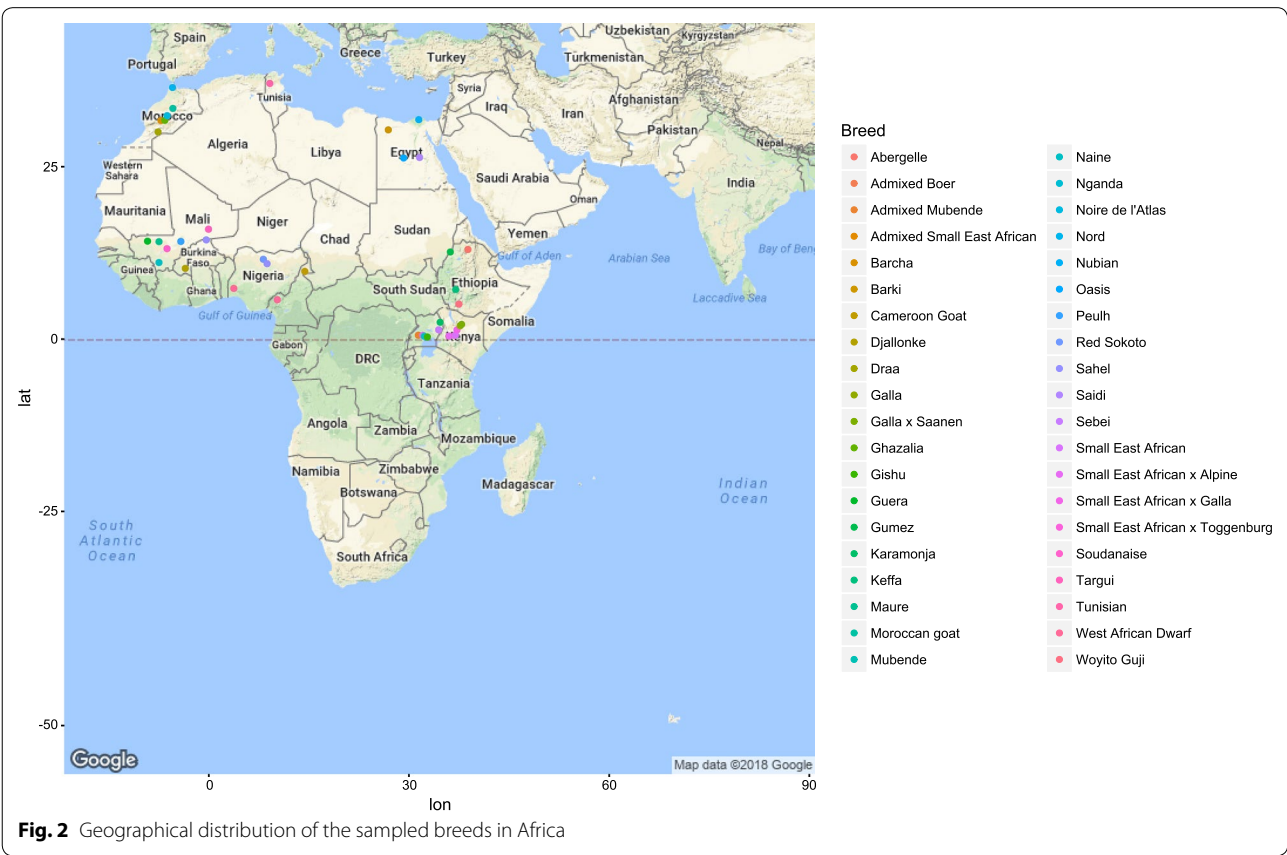 Spain
Portugal
Greece
Turkey
Uzbekistan
Kyrgyzstan
Turkmenistan
Syria
Iraq
Iran
Afghanistan
Pakistan
Nepal
India
Tunisia
Morocco
Algeria
Libya
Egypt
Western
Sahara
Saudi Arabia
Oman
Mauritania
Mali
Niger
Chad
Sudan
Yemen
Gulf of Aden
Arabian Sea
Bay of Beng
Laccadive Sea
Burkina
Faso
Guinea
Ghana
Nigeria
South Sudan
Ethiopia
Somalia
Gulf of Guinea
Gabon
DRC
Kenya
Tanzania
Angola
Zambia
Mozambique
Namibia
Zimbabwe
Botswana
Madagascar
South Africa
South
Atlantic
Ocean
Indian
Ocean
Google
Map data ©2018 Google
25
0
-25
-50
lat
0
30
60
90
lon
Breed
Abergelle
Admixed Boer
Admixed Mubende
Admixed Small East African
Barcha
Barki
Cameroon Goat
Djallonke
Draa
Galla
Galla x Saanen
Ghazalia
Gishu
Guera
Gumez
Karamonja
Keffa
Maure
Moroccan goat
Mubende
Naine
Nganda
Noire de l'Atlas
Nord
Nubian
Oasis
Peulh
Red Sokoto
Sahel
Saidi
Sebei
Small East African
Small East African x Alpine
Small East African x Galla
Small East African x Toggenburg
Soudanaise
Targui
Tunisian
West African Dwarf
Woyito Guji
Fig. 2 Geographical distribution of the sampled breeds in Africa